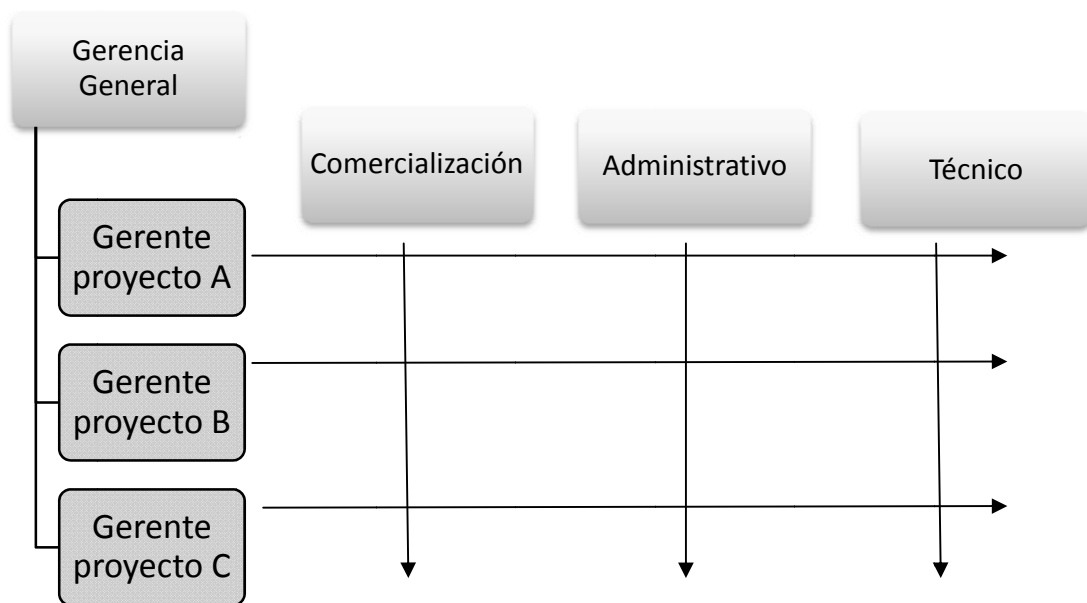 Gerencia
General
Comercialización
Administrativo
Técnico
Gerente
proyecto A
Gerente
proyecto B
Gerente
proyecto C